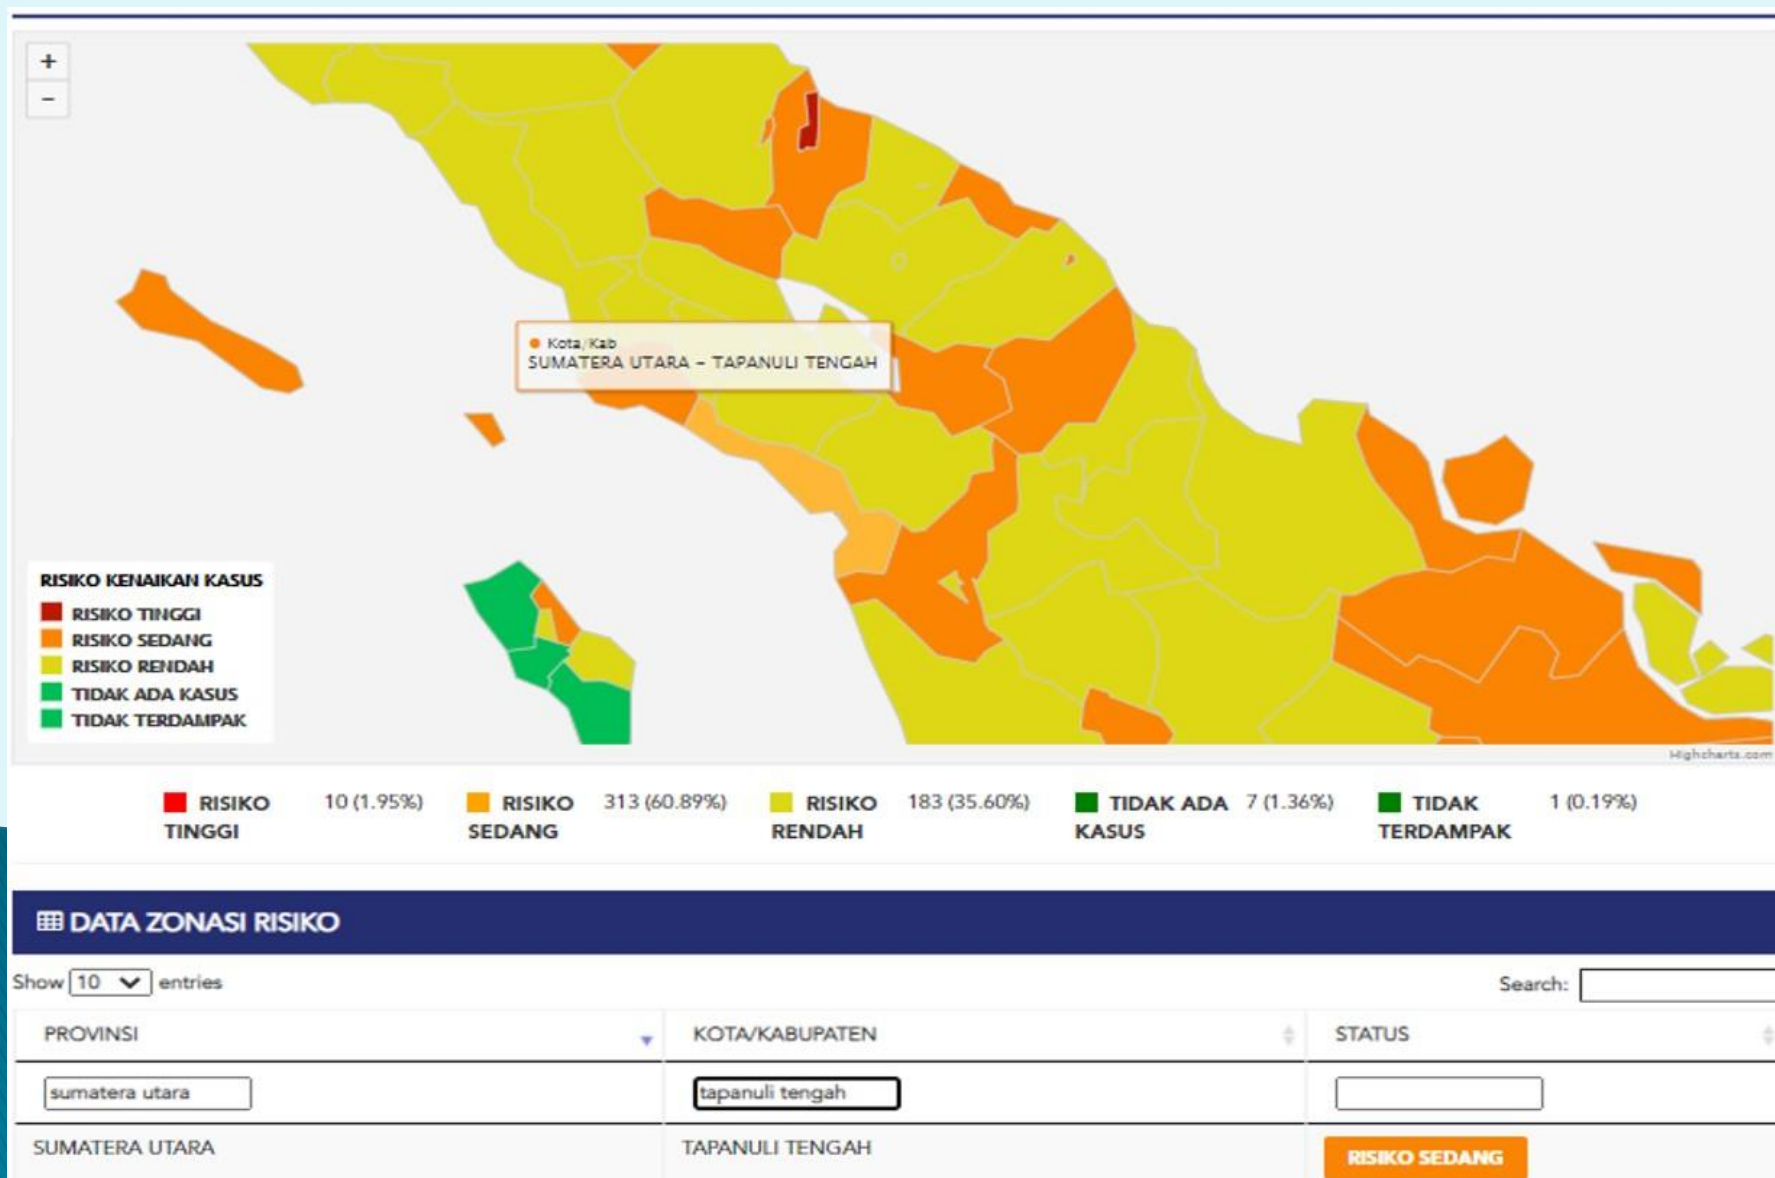 +
−
Kota/Kab
SUMATERA UTARA – TAPANULI TENGAH
RISIKO KENAIKAN KASUS
RISIKO TINGGI
RISIKO SEDANG
RISIKO RENDAH
TIDAK ADA KASUS
TIDAK TERDAMPAK
Highcharts.com
RISIKO TINGGI 10 (1.95%)
RISIKO SEDANG 313 (60.89%)
RISIKO RENDAH 183 (35.60%)
TIDAK ADA KASUS 7 (1.36%)
TIDAK TERDAMPAK 1 (0.19%)
DATA ZONASI RISIKO
Show 10 entries
Search:
PROVINSI KOTA/KABUPATEN STATUS
sumatera utara tapanuli tengah
SUMATERA UTARA TAPANULI TENGAH RISIKO SEDANG